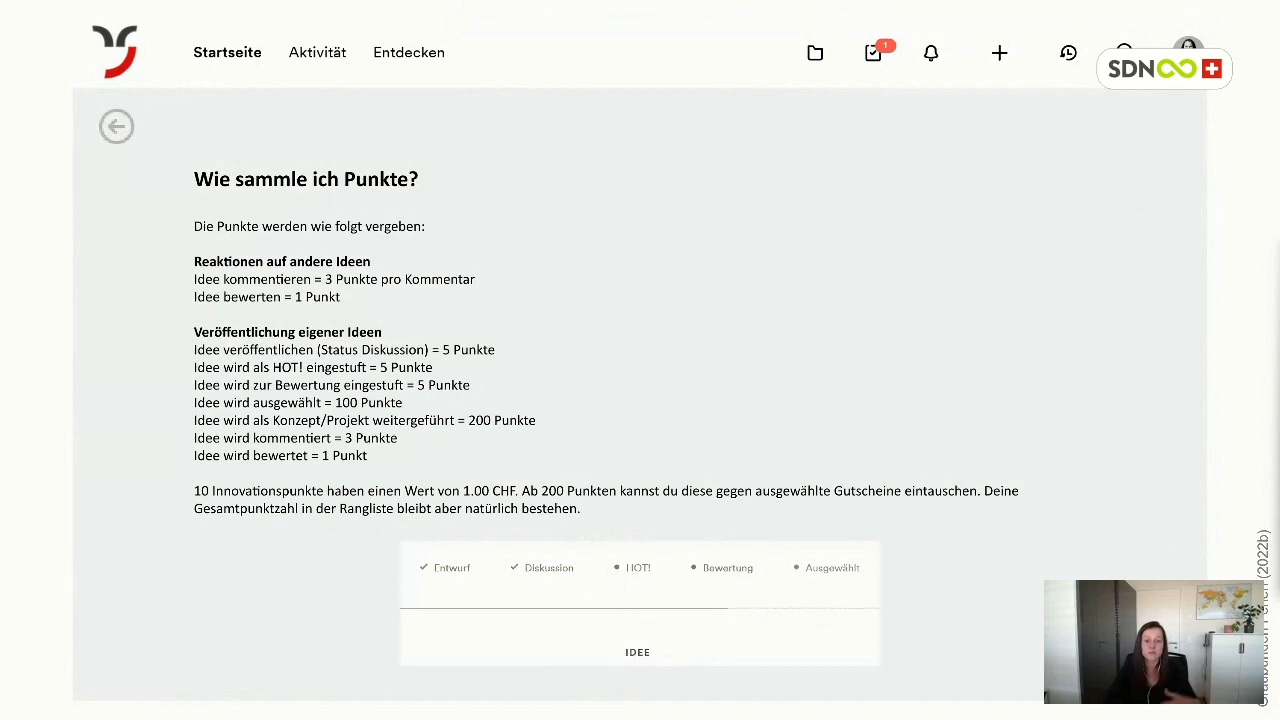 Startseite Aktivität Entdecken
1
SDN
Wie sammle ich Punkte?
Die Punkte werden wie folgt vergeben:
Reaktionen auf andere Ideen
Idee kommentieren = 3 Punkte pro Kommentar
Idee bewerten = 1 Punkt
Veröffentlichung eigener Ideen
Idee veröffentlichen (Status Diskussion) = 5 Punkte
Idee wird als HOT! eingestuft = 5 Punkte
Idee wird zur Bewertung eingestuft = 5 Punkte
Idee wird ausgewählt = 100 Punkte
Idee wird als Konzept/Projekt weitergeführt = 200 Punkte
Idee wird kommentiert = 3 Punkte
Idee wird bewertet = 1 Punkt
10 Innovationspunkte haben einen Wert von 1.00 CHF. Ab 200 Punkten kannst du diese gegen ausgewählte Gutscheine eintauschen. Deine
Gesamtpunktzahl in der Rangliste bleibt aber natürlich bestehen.
Entwurf Diskussion HOT! Bewertung Ausgewählt
IDEE
(2022b)